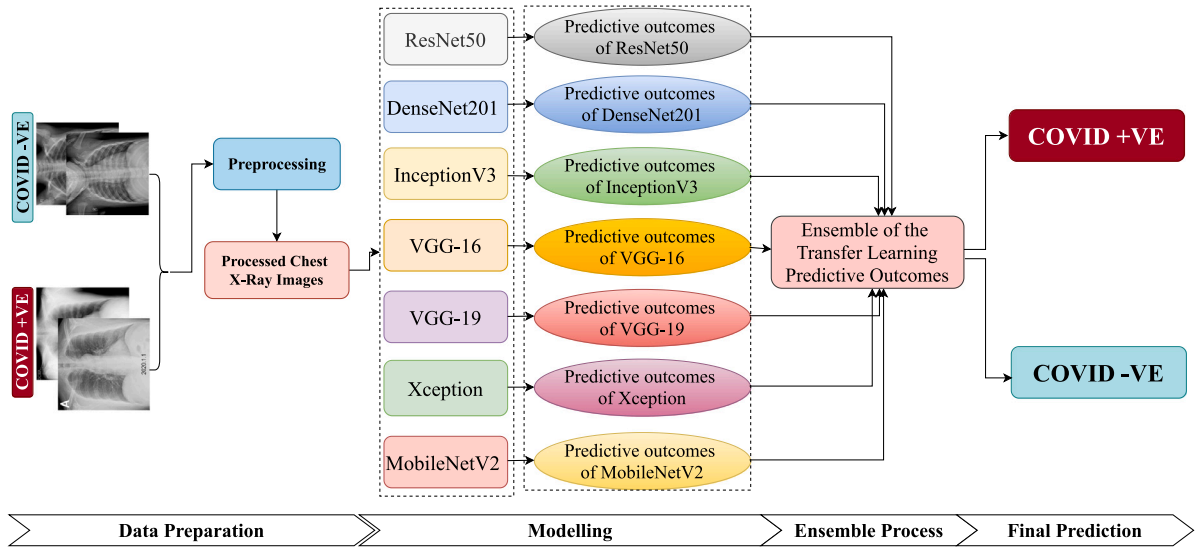 COVID -VE
COVID +VE
2020.1.1
A
Preprocessing
Processed Chest
X-Ray Images
ResNet50
DenseNet201
InceptionV3
VGG-16
VGG-19
Xception
MobileNetV2
Predictive outcomes
of ResNet50
Predictive outcomes
of DenseNet201
Predictive outcomes
of InceptionV3
Predictive outcomes
of VGG-16
Predictive outcomes
of VGG-19
Predictive outcomes
of Xception
Predictive outcomes
of MobileNetV2
Ensemble of the
Transfer Learning
Predictive Outcomes
COVID +VE
COVID -VE
Data Preparation
Modelling
Ensemble Process
Final Prediction